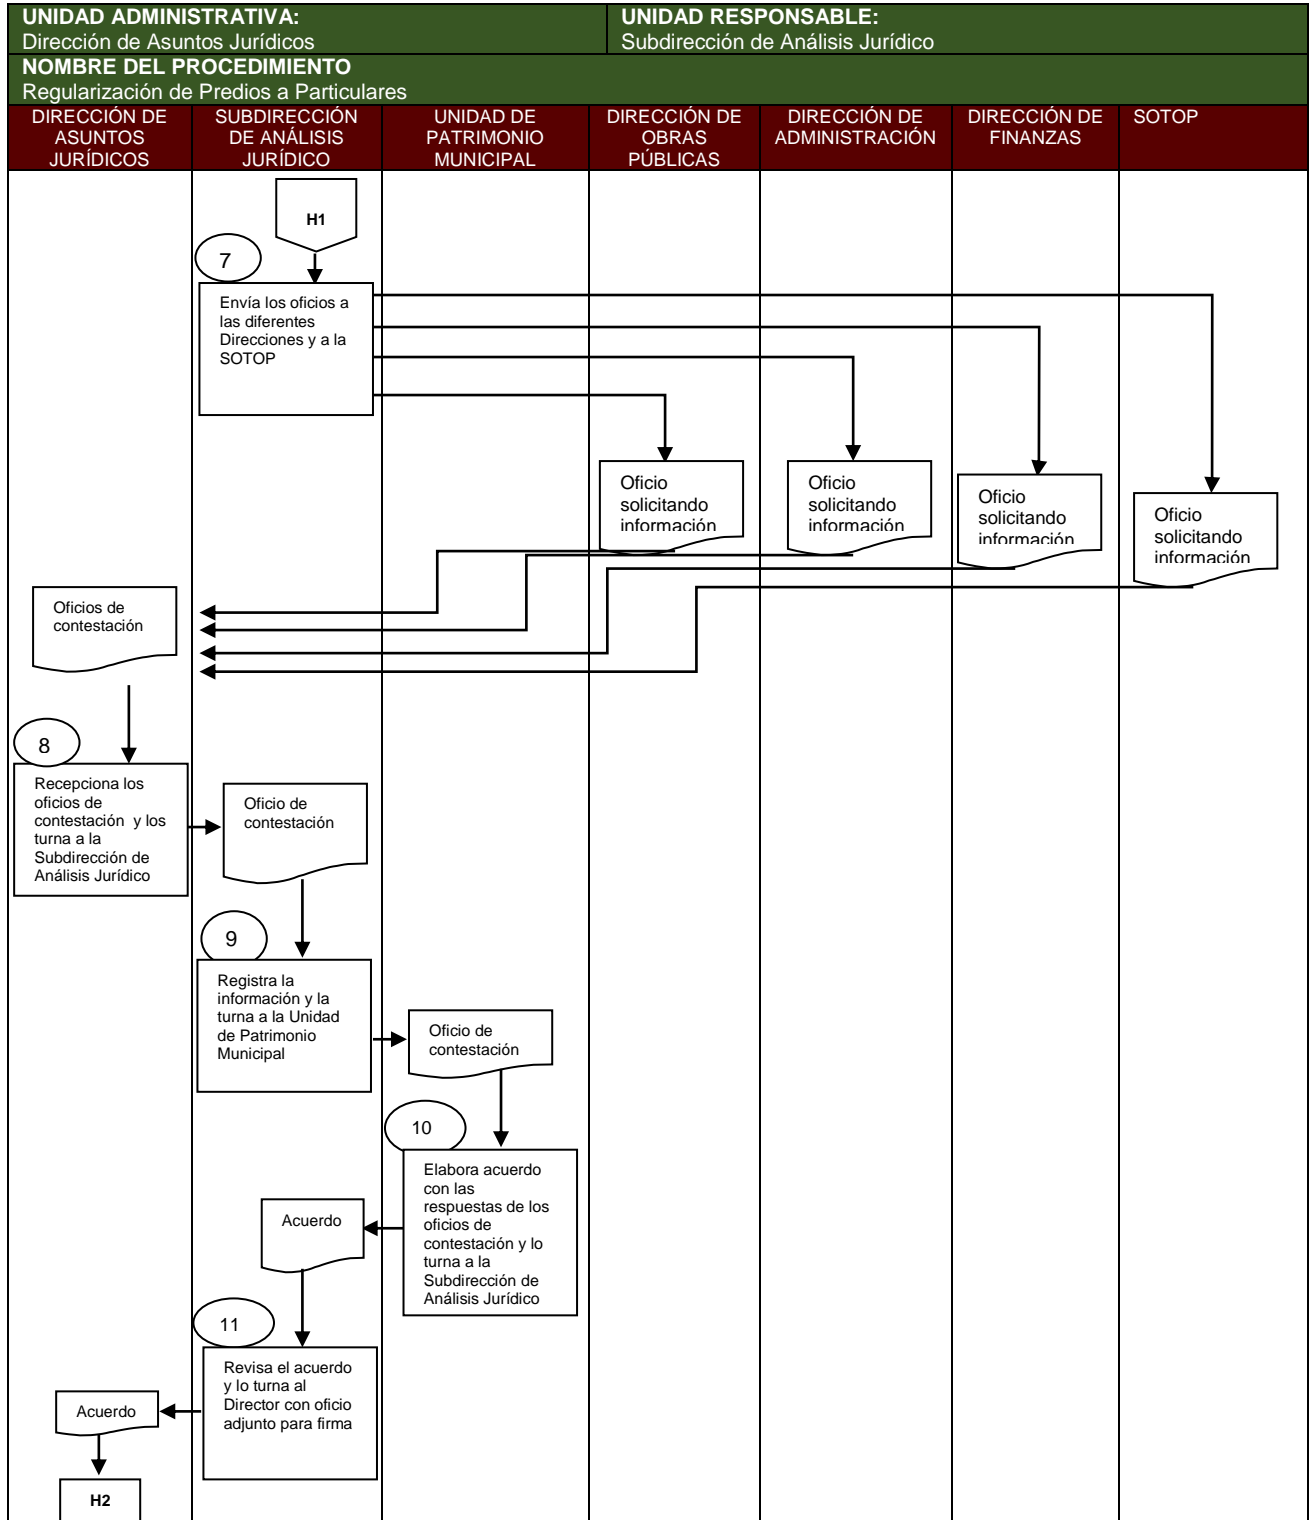 UNIDAD ADMINISTRATIVA:
Dirección de Asuntos Jurídicos
UNIDAD RESPONSABLE:
Subdirección de Análisis Jurídico
NOMBRE DEL PROCEDIMIENTO
Regularización de Predios a Particulares
DIRECCIÓN DE
ASUNTOS
JURÍDICOS
SUBDIRECCIÓN
DE ANÁLISIS
JURÍDICO
UNIDAD DE
PATRIMONIO
MUNICIPAL
DIRECCIÓN DE
OBRAS
PÚBLICAS
DIRECCIÓN DE
ADMINISTRACIÓN
DIRECCIÓN DE
FINANZAS
SOTOP
H1
7
Envía los oficios a
las diferentes
Direcciones y a la
SOTOP
Oficio
solicitando
información
Oficio
solicitando
información
Oficio
solicitando
información
Oficio
solicitando
información
Oficios de
contestación
8
Recepciona los
oficios de
contestación  y los
turna a la
Subdirección de
Análisis Jurídico
Oficio de
contestación
9
Registra la
información y la
turna a la Unidad
de Patrimonio
Municipal
Oficio de
contestación
10
Elabora acuerdo
con las
respuestas de los
oficios de
contestación y lo
turna a la
Subdirección de
Análisis Jurídico
Acuerdo
11
Revisa el acuerdo
y lo turna al
Director con oficio
adjunto para firma
Acuerdo
H2